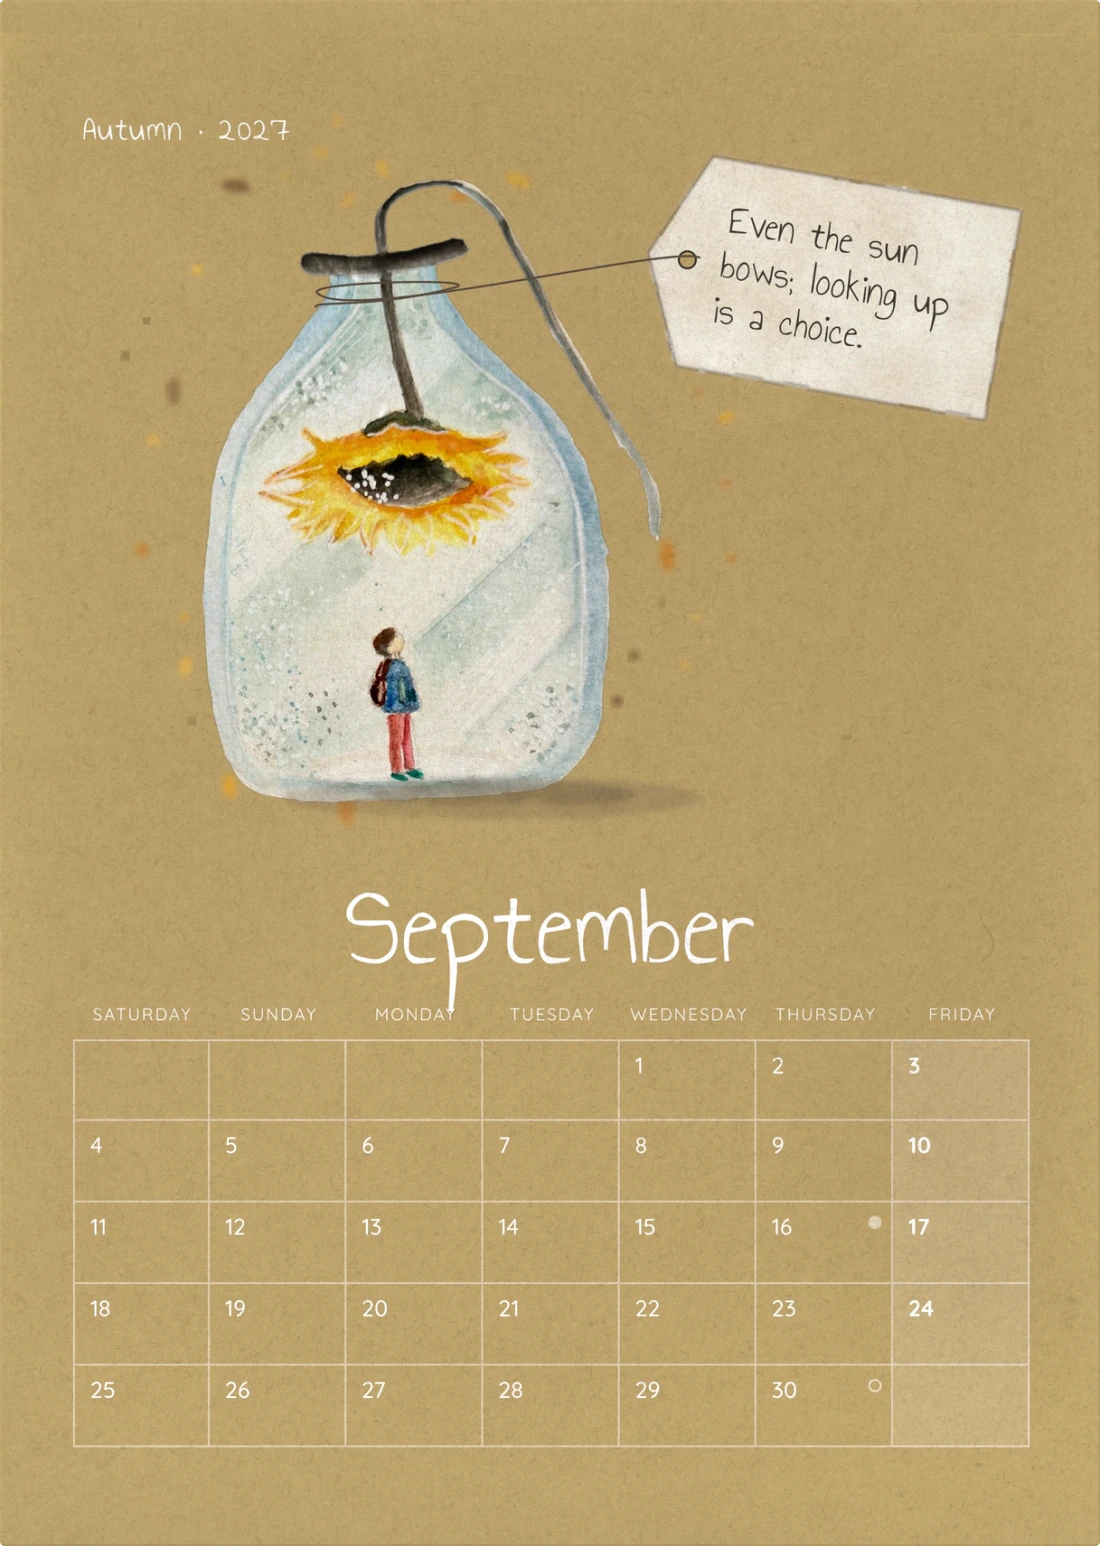 Autumn · 2027
Even the sun
bows; looking up
is a choice.
September
SATURDAY SUNDAY MONDAY TUESDAY WEDNESDAY THURSDAY FRIDAY
1 2 3
4 5 6 7 8 9 10
11 12 13 14 15 16 17
18 19 20 21 22 23 24
25 26 27 28 29 30